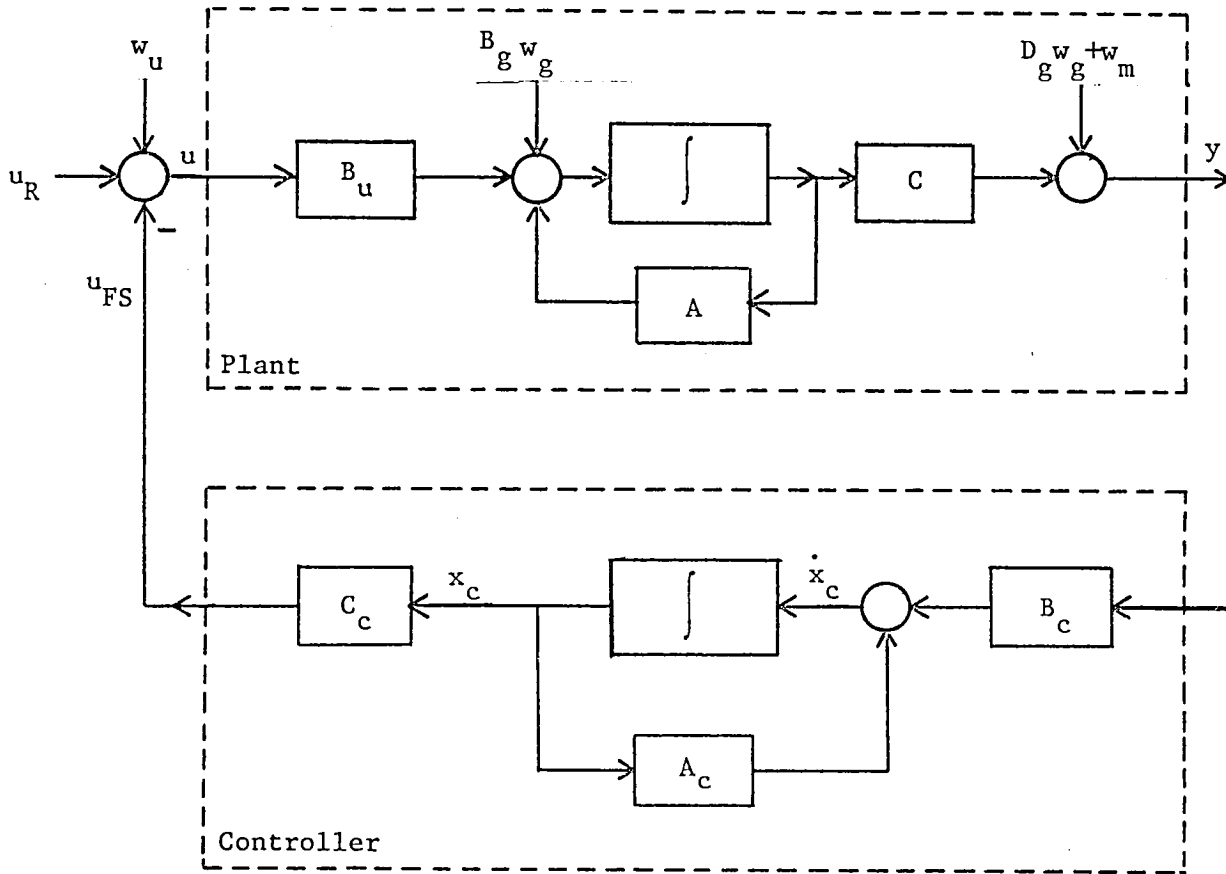 w_u
B_g w_g
D_g w_g + w_m
u_R
u
B_u
∫
C
y
u_FS
A
Plant
C_c
x_c
∫
ẋ_c
B_c
A_c
Controller
−